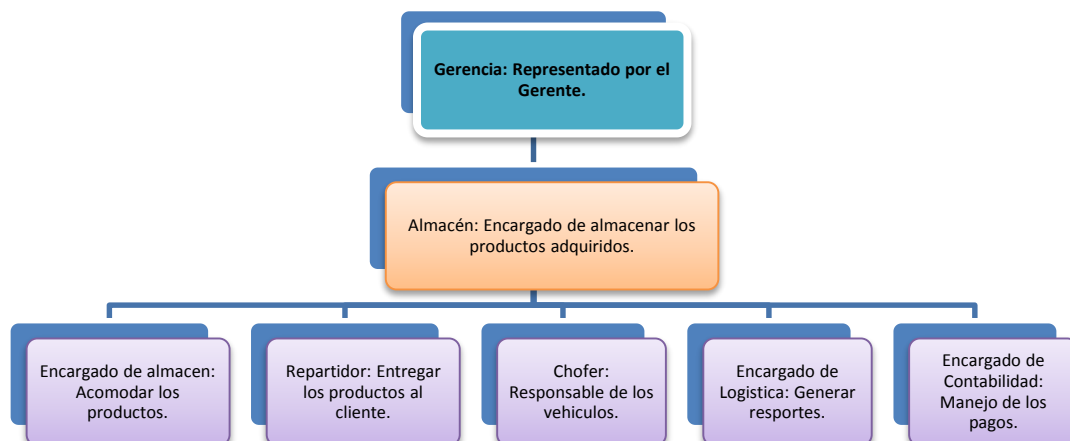 Gerencia: Representado por el
Gerente.
Almacén: Encargado de almacenar los
productos adquiridos.
Encargado de almacen:
Acomodar los
productos.
Repartidor: Entregar
los productos al
cliente.
Chofer:
Responsable de los
vehiculos.
Encargado de
Logistica: Generar
resportes.
Encargado de
Contabilidad:
Manejo de los
pagos.